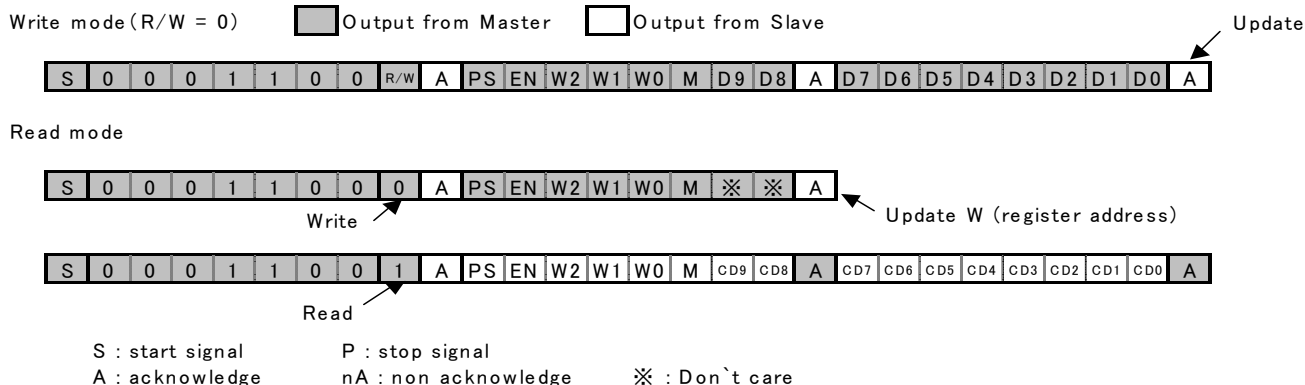 Write mode(R/W = 0) Output from Master Output from Slave Update
S 0 0 0 1 1 0 0 R/W A PS EN W2 W1 W0 M D9 D8 A D7 D6 D5 D4 D3 D2 D1 D0 A
Read mode
S 0 0 0 1 1 0 0 0 A PS EN W2 W1 W0 M ※ ※ A
Write Update W (register address)
S 0 0 0 1 1 0 0 1 A PS EN W2 W1 W0 M CD9 CD8 A CD7 CD6 CD5 CD4 CD3 CD2 CD1 CD0 A
Read
S : start signal P : stop signal
A : acknowledge nA : non acknowledge ※ : Don`t care